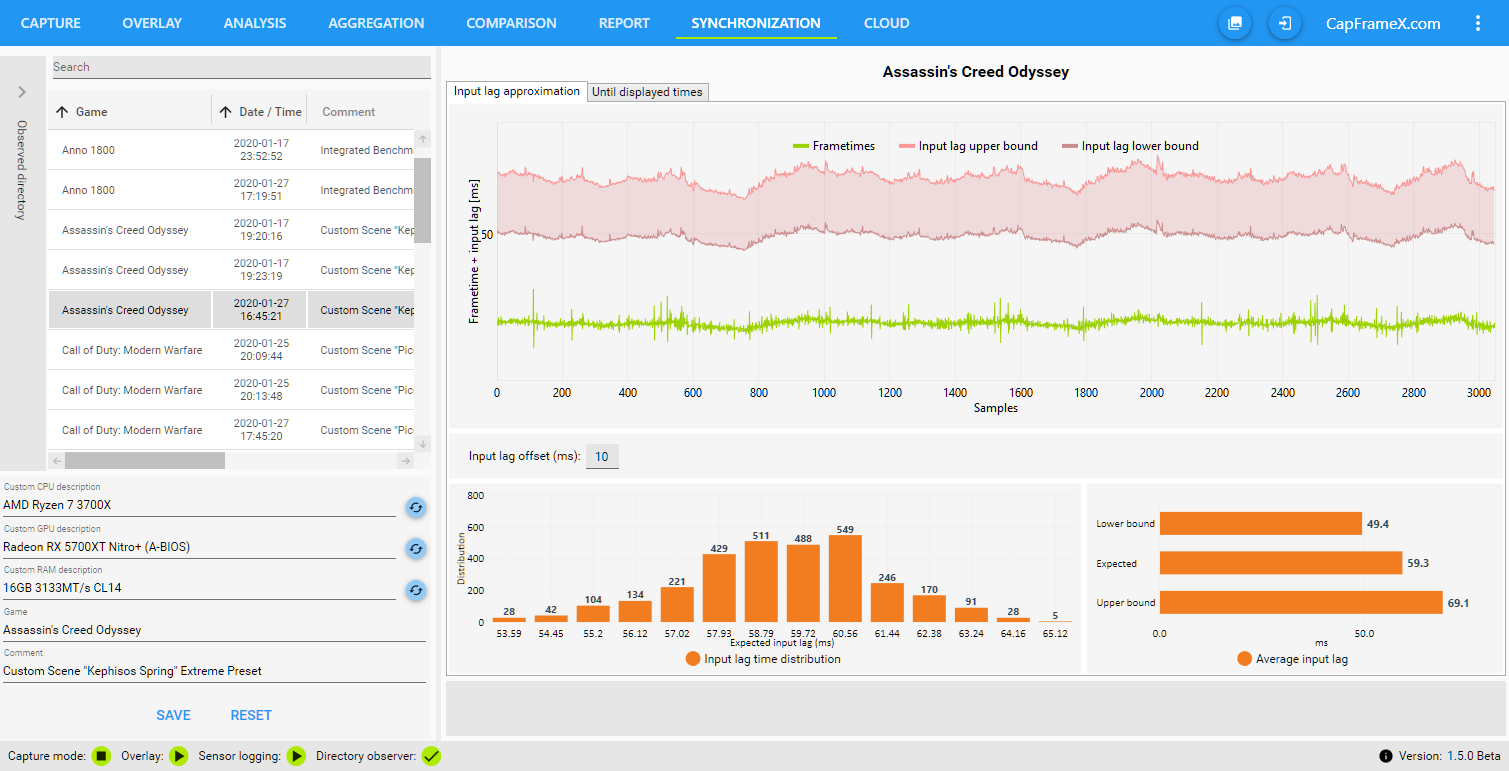 CAPTURE OVERLAY ANALYSIS AGGREGATION COMPARISON REPORT SYNCHRONIZATION CLOUD CapFrameX.com
Search
Observed directory
Game Date / Time Comment
Anno 1800 2020-01-17 23:52:52 Integrated Benchm
Anno 1800 2020-01-27 17:19:51 Integrated Benchm
Assassin's Creed Odyssey 2020-01-17 19:20:16 Custom Scene "Kep
Assassin's Creed Odyssey 2020-01-17 19:23:19 Custom Scene "Kep
Assassin's Creed Odyssey 2020-01-27 16:45:21 Custom Scene "Kep
Call of Duty: Modern Warfare 2020-01-25 20:09:44 Custom Scene "Pic
Call of Duty: Modern Warfare 2020-01-25 20:13:48 Custom Scene "Pic
Call of Duty: Modern Warfare 2020-01-27 17:45:20 Custom Scene "Pic
Custom CPU description
AMD Ryzen 7 3700X
Custom GPU description
Radeon RX 5700XT Nitro+ (A-BIOS)
Custom RAM description
16GB 3133MT/s CL14
Game
Assassin's Creed Odyssey
Comment
Custom Scene "Kephisos Spring" Extreme Preset
SAVE RESET
Assassin's Creed Odyssey
Input lag approximation Until displayed times
Frametimes Input lag upper bound Input lag lower bound
Frametime + input lag [ms]
50
0 200 400 600 800 1000 1200 1400 1600 1800 2000 2200 2400 2600 2800 3000
Samples
Input lag offset (ms): 10
Distribution
800
600
400
200
0
28 42 104 134 221 429 511 488 549 246 170 91 28 5
53.59 54.45 55.2 56.12 57.02 57.93 58.79 59.72 60.56 61.44 62.38 63.24 64.16 65.12
Expected input lag (ms)
Input lag time distribution
Lower bound 49.4
Expected 59.3
Upper bound 69.1
0.0 50.0
ms
Average input lag
Capture mode: Overlay: Sensor logging: Directory observer: Version: 1.5.0 Beta